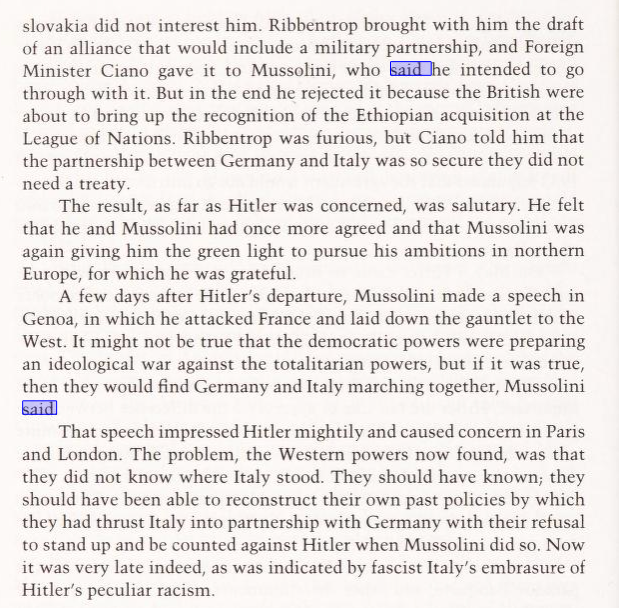 slovakia did not interest him. Ribbentrop brought with him the draft
of an alliance that would include a military partnership, and Foreign
Minister Ciano gave it to Mussolini, who said he intended to go
through with it. But in the end he rejected it because the British were
about to bring up the recognition of the Ethiopian acquisition at the
League of Nations. Ribbentrop was furious, but Ciano told him that
the partnership between Germany and Italy was so secure they did not
need a treaty.
The result, as far as Hitler was concerned, was salutary. He felt
that he and Mussolini had once more agreed and that Mussolini was
again giving him the green light to pursue his ambitions in northern
Europe, for which he was grateful.
A few days after Hitler's departure, Mussolini made a speech in
Genoa, in which he attacked France and laid down the gauntlet to the
West. It might not be true that the democratic powers were preparing
an ideological war against the totalitarian powers, but if it was true,
then they would find Germany and Italy marching together, Mussolini
said.
That speech impressed Hitler mightily and caused concern in Paris
and London. The problem, the Western powers now found, was that
they did not know where Italy stood. They should have known; they
should have been able to reconstruct their own past policies by which
they had thrust Italy into partnership with Germany with their refusal
to stand up and be counted against Hitler when Mussolini did so. Now
it was very late indeed, as was indicated by fascist Italy's embrasure of
Hitler's peculiar racism.